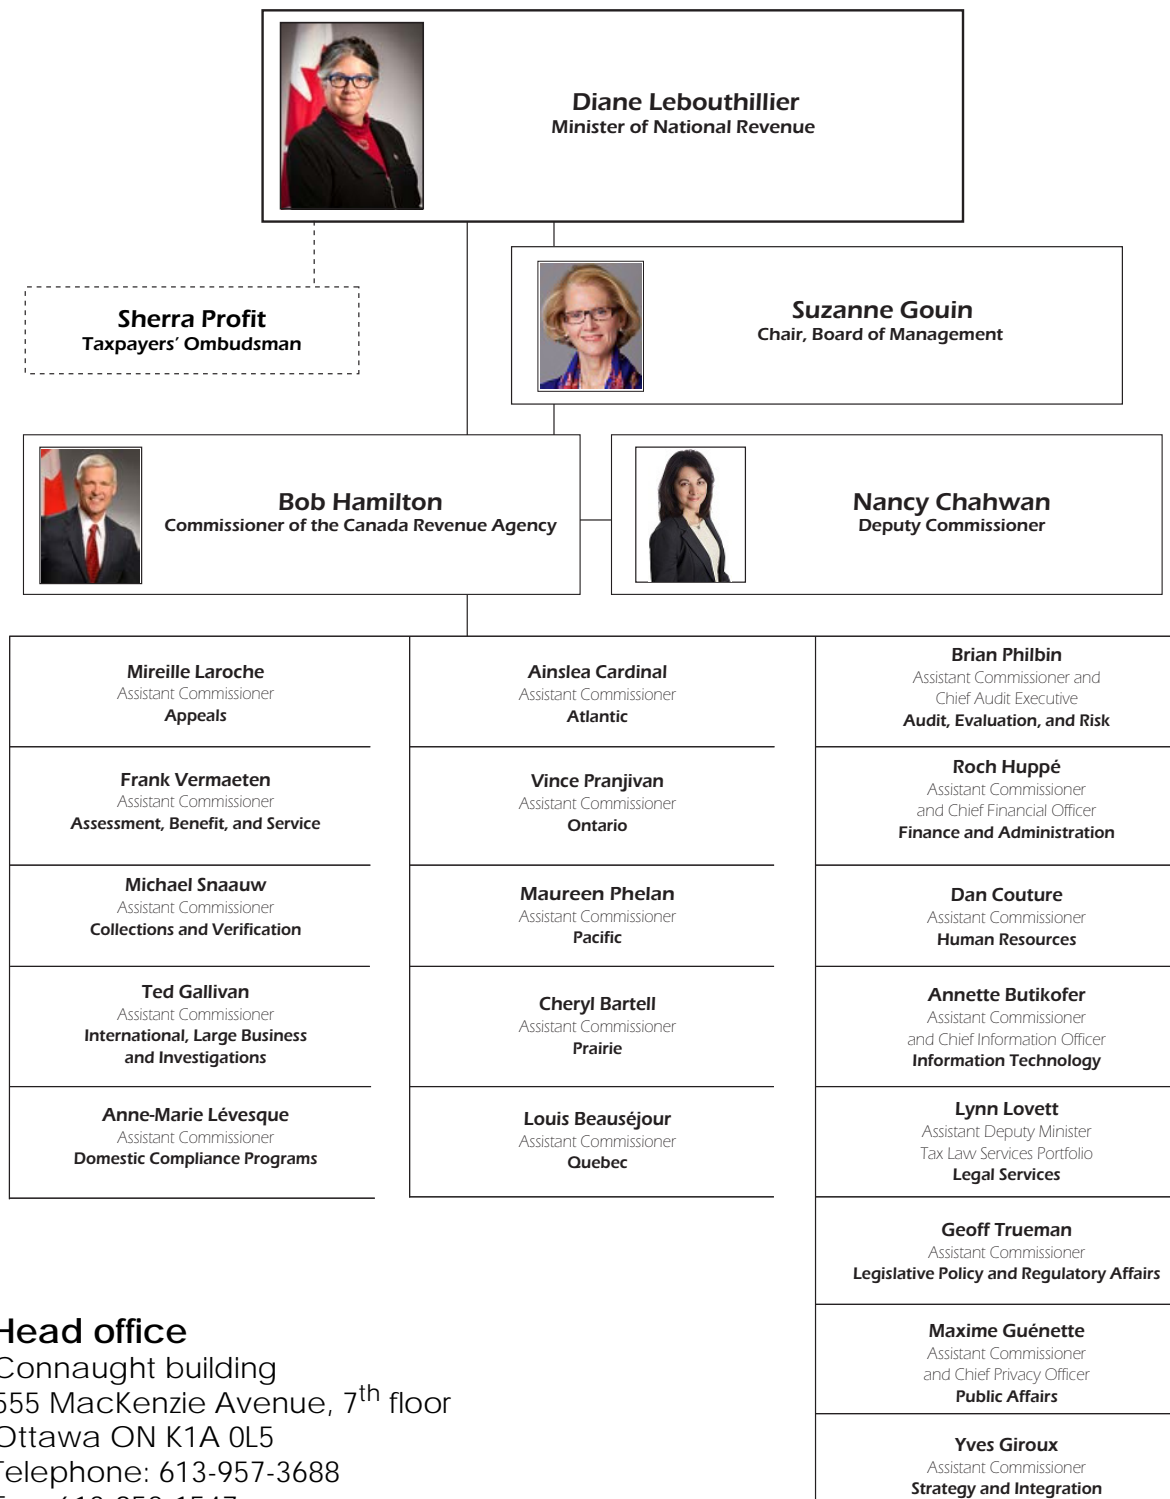 Diane Lebouthillier
Minister of National Revenue
Sherra Profit
Taxpayers' Ombudsman
Suzanne Gouin
Chair, Board of Management
Bob Hamilton
Commissioner of the Canada Revenue Agency
Nancy Chahwan
Deputy Commissioner
Mireille Laroche
Assistant Commissioner
Appeals
Frank Vermaeten
Assistant Commissioner
Assessment, Benefit, and Service
Michael Snaauw
Assistant Commissioner
Collections and Verification
Ted Gallivan
Assistant Commissioner
International, Large Business
and Investigations
Anne-Marie Lévesque
Assistant Commissioner
Domestic Compliance Programs
Ainslea Cardinal
Assistant Commissioner
Atlantic
Vince Pranjivan
Assistant Commissioner
Ontario
Maureen Phelan
Assistant Commissioner
Pacific
Cheryl Bartell
Assistant Commissioner
Prairie
Louis Beauséjour
Assistant Commissioner
Quebec
Brian Philbin
Assistant Commissioner and
Chief Audit Executive
Audit, Evaluation, and Risk
Roch Huppé
Assistant Commissioner
and Chief Financial Officer
Finance and Administration
Dan Couture
Assistant Commissioner
Human Resources
Annette Butikofer
Assistant Commissioner
and Chief Information Officer
Information Technology
Lynn Lovett
Assistant Deputy Minister
Tax Law Services Portfolio
Legal Services
Geoff Trueman
Assistant Commissioner
Legislative Policy and Regulatory Affairs
Maxime Guénette
Assistant Commissioner
and Chief Privacy Officer
Public Affairs
Yves Giroux
Assistant Commissioner
Strategy and Integration
Head office
Connaught building
555 MacKenzie Avenue, 7th floor
Ottawa ON K1A 0L5
Telephone: 613-957-3688